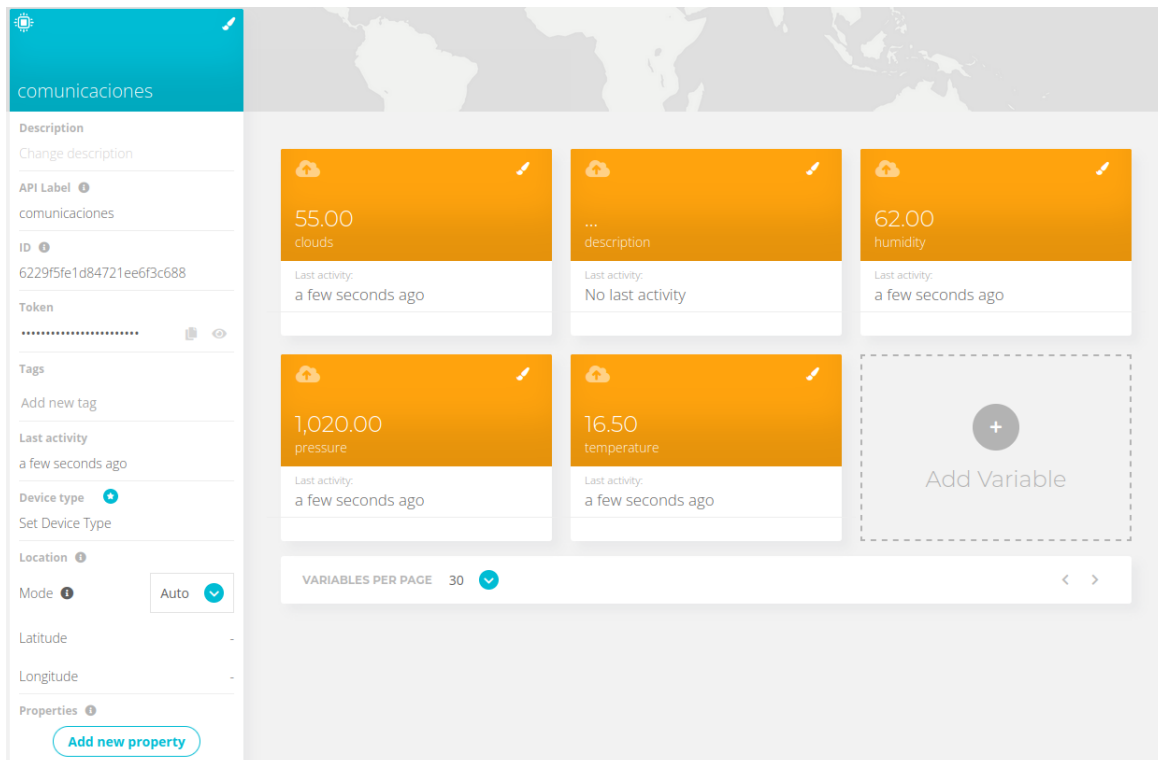 comunicaciones
Description
Change description
API Label
comunicaciones
ID
6229f5fe1d84721ee6f3c688
Token
••••••••••••••••••••••••
Tags
Add new tag
Last activity
a few seconds ago
Device type
Set Device Type
Location
Mode Auto
Latitude -
Longitude -
Properties
Add new property
55.00
clouds
Last activity:
a few seconds ago
...
description
Last activity:
No last activity
62.00
humidity
Last activity:
a few seconds ago
1,020.00
pressure
Last activity:
a few seconds ago
16.50
temperature
Last activity:
a few seconds ago
+
Add Variable
VARIABLES PER PAGE 30 < >